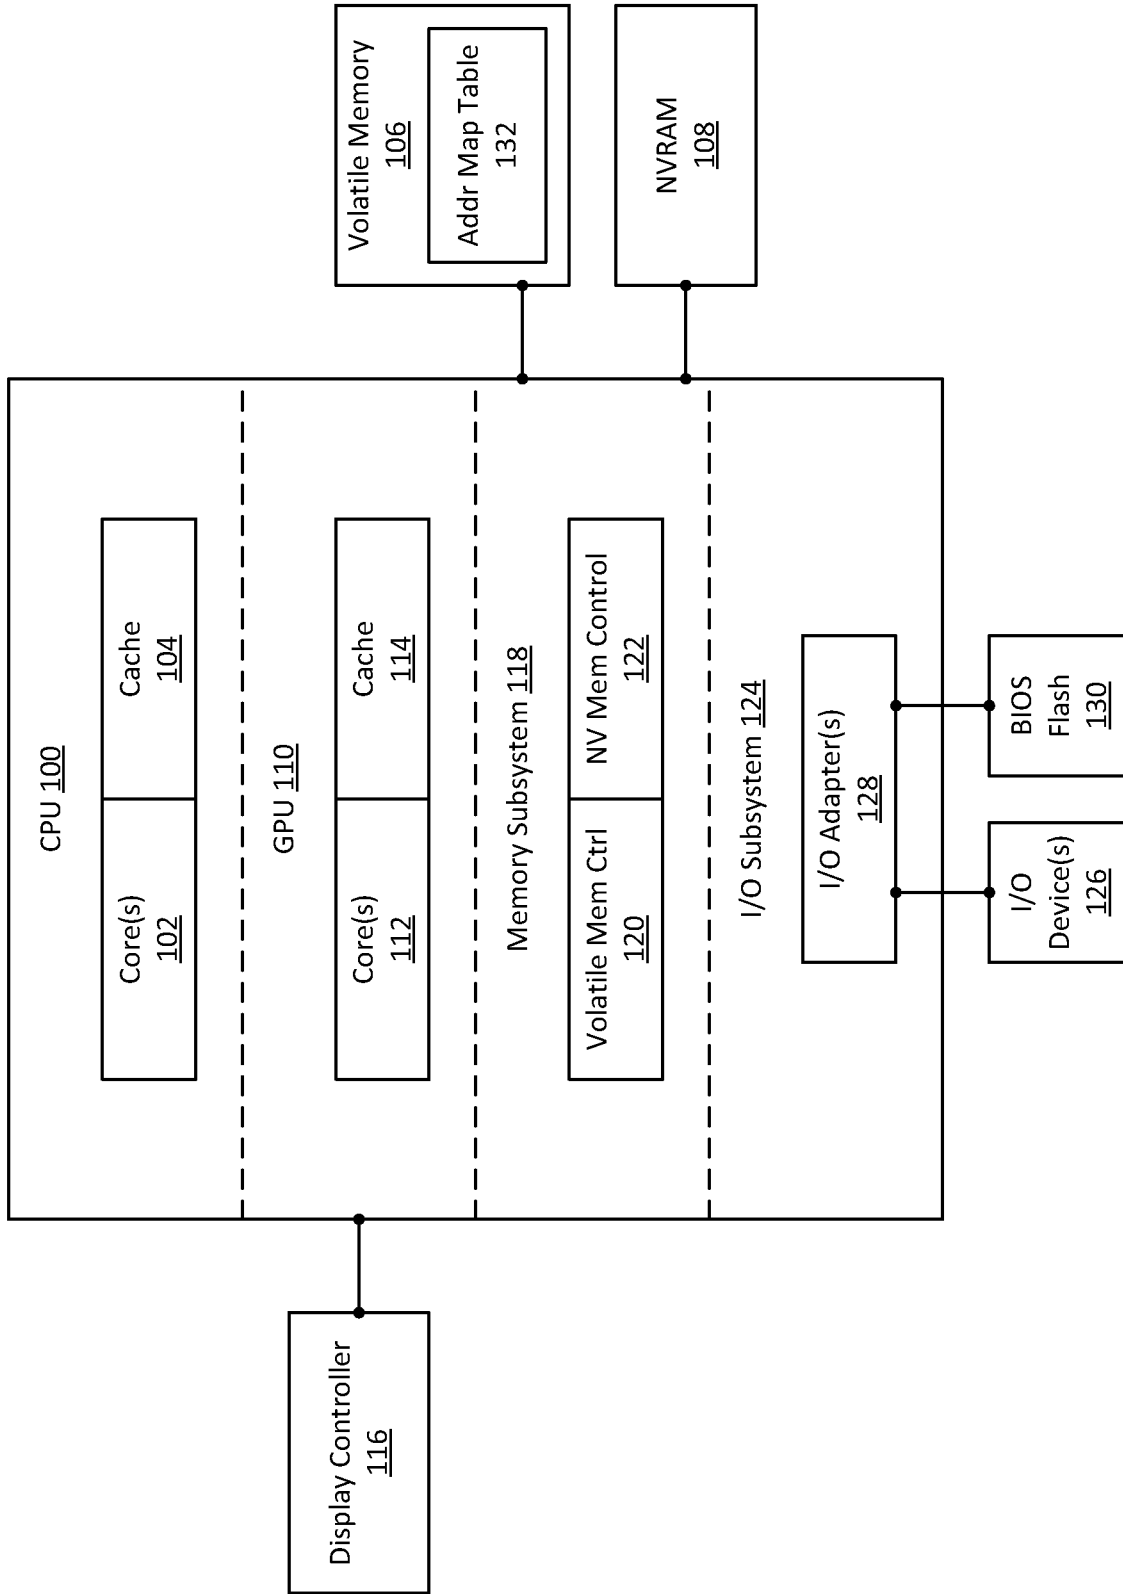 CPU 100
Core(s)
102
Cache
104
GPU 110
Core(s)
112
Cache
114
Memory Subsystem 118
Volatile Mem Ctrl
120
NV Mem Control
122
I/O Subsystem 124
I/O Adapter(s)
128
Display Controller
116
Volatile Memory
106
Addr Map Table
132
NVRAM
108
I/O
Device(s)
126
BIOS
Flash
130